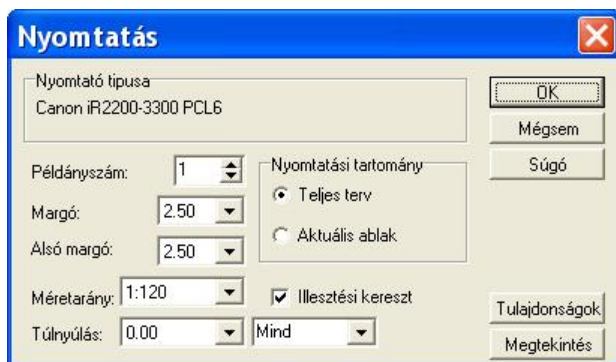 Nyomtatás
Nyomtató tipusa
Canon iR2200-3300 PCL6
OK
Mégsem
Súgó
Példányszám: 1
Nyomtatási tartomány
Margó: 2.50
Teljes terv
Alsó margó: 2.50
Aktuális ablak
Méretarány: 1:120
Illesztési kereszt
Túlnyúlás: 0.00 Mind
Tulajdonságok
Megtekintés